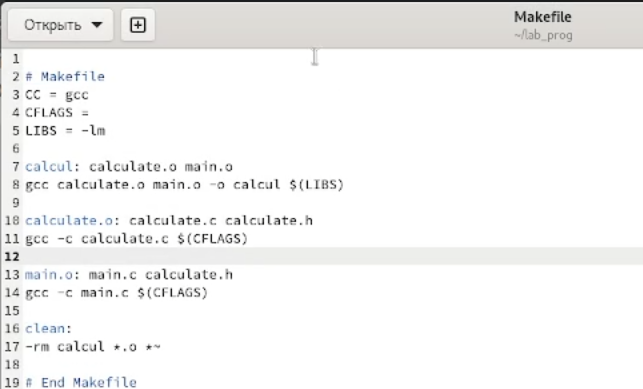 Открыть
Makefile
~/lab_prog
1
2 # Makefile
3 CC = gcc
4 CFLAGS =
5 LIBS = -lm
6
7 calcul: calculate.o main.o
8 gcc calculate.o main.o -o calcul $(LIBS)
9
10 calculate.o: calculate.c calculate.h
11 gcc -c calculate.c $(CFLAGS)
12
13 main.o: main.c calculate.h
14 gcc -c main.c $(CFLAGS)
15
16 clean:
17 -rm calcul *.o *~
18
19 # End Makefile